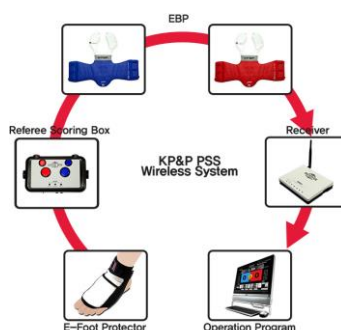 EBP
Referee Scoring Box
Receiver
KP&P PSS
Wireless System
E-Foot Protector
Operation Program